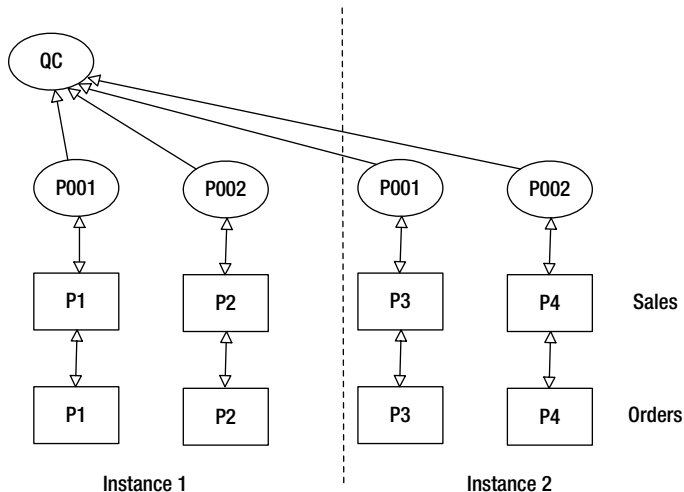 QC
P001
P002
P001
P002
P1
P2
P3
P4
Sales
P1
P2
P3
P4
Orders
Instance 1
Instance 2